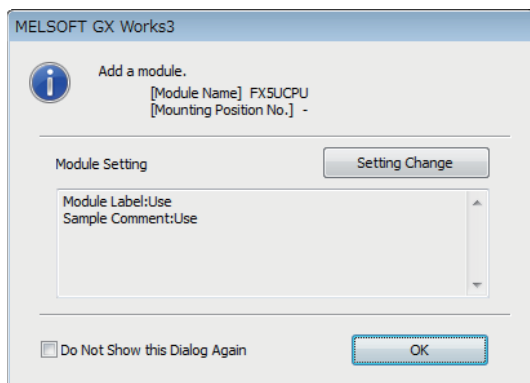 MELSOFT GX Works3
Add a module.
[Module Name] FX5UCPU
[Mounting Position No.] -
Module Setting
Setting Change
Module Label:Use
Sample Comment:Use
Do Not Show this Dialog Again
OK